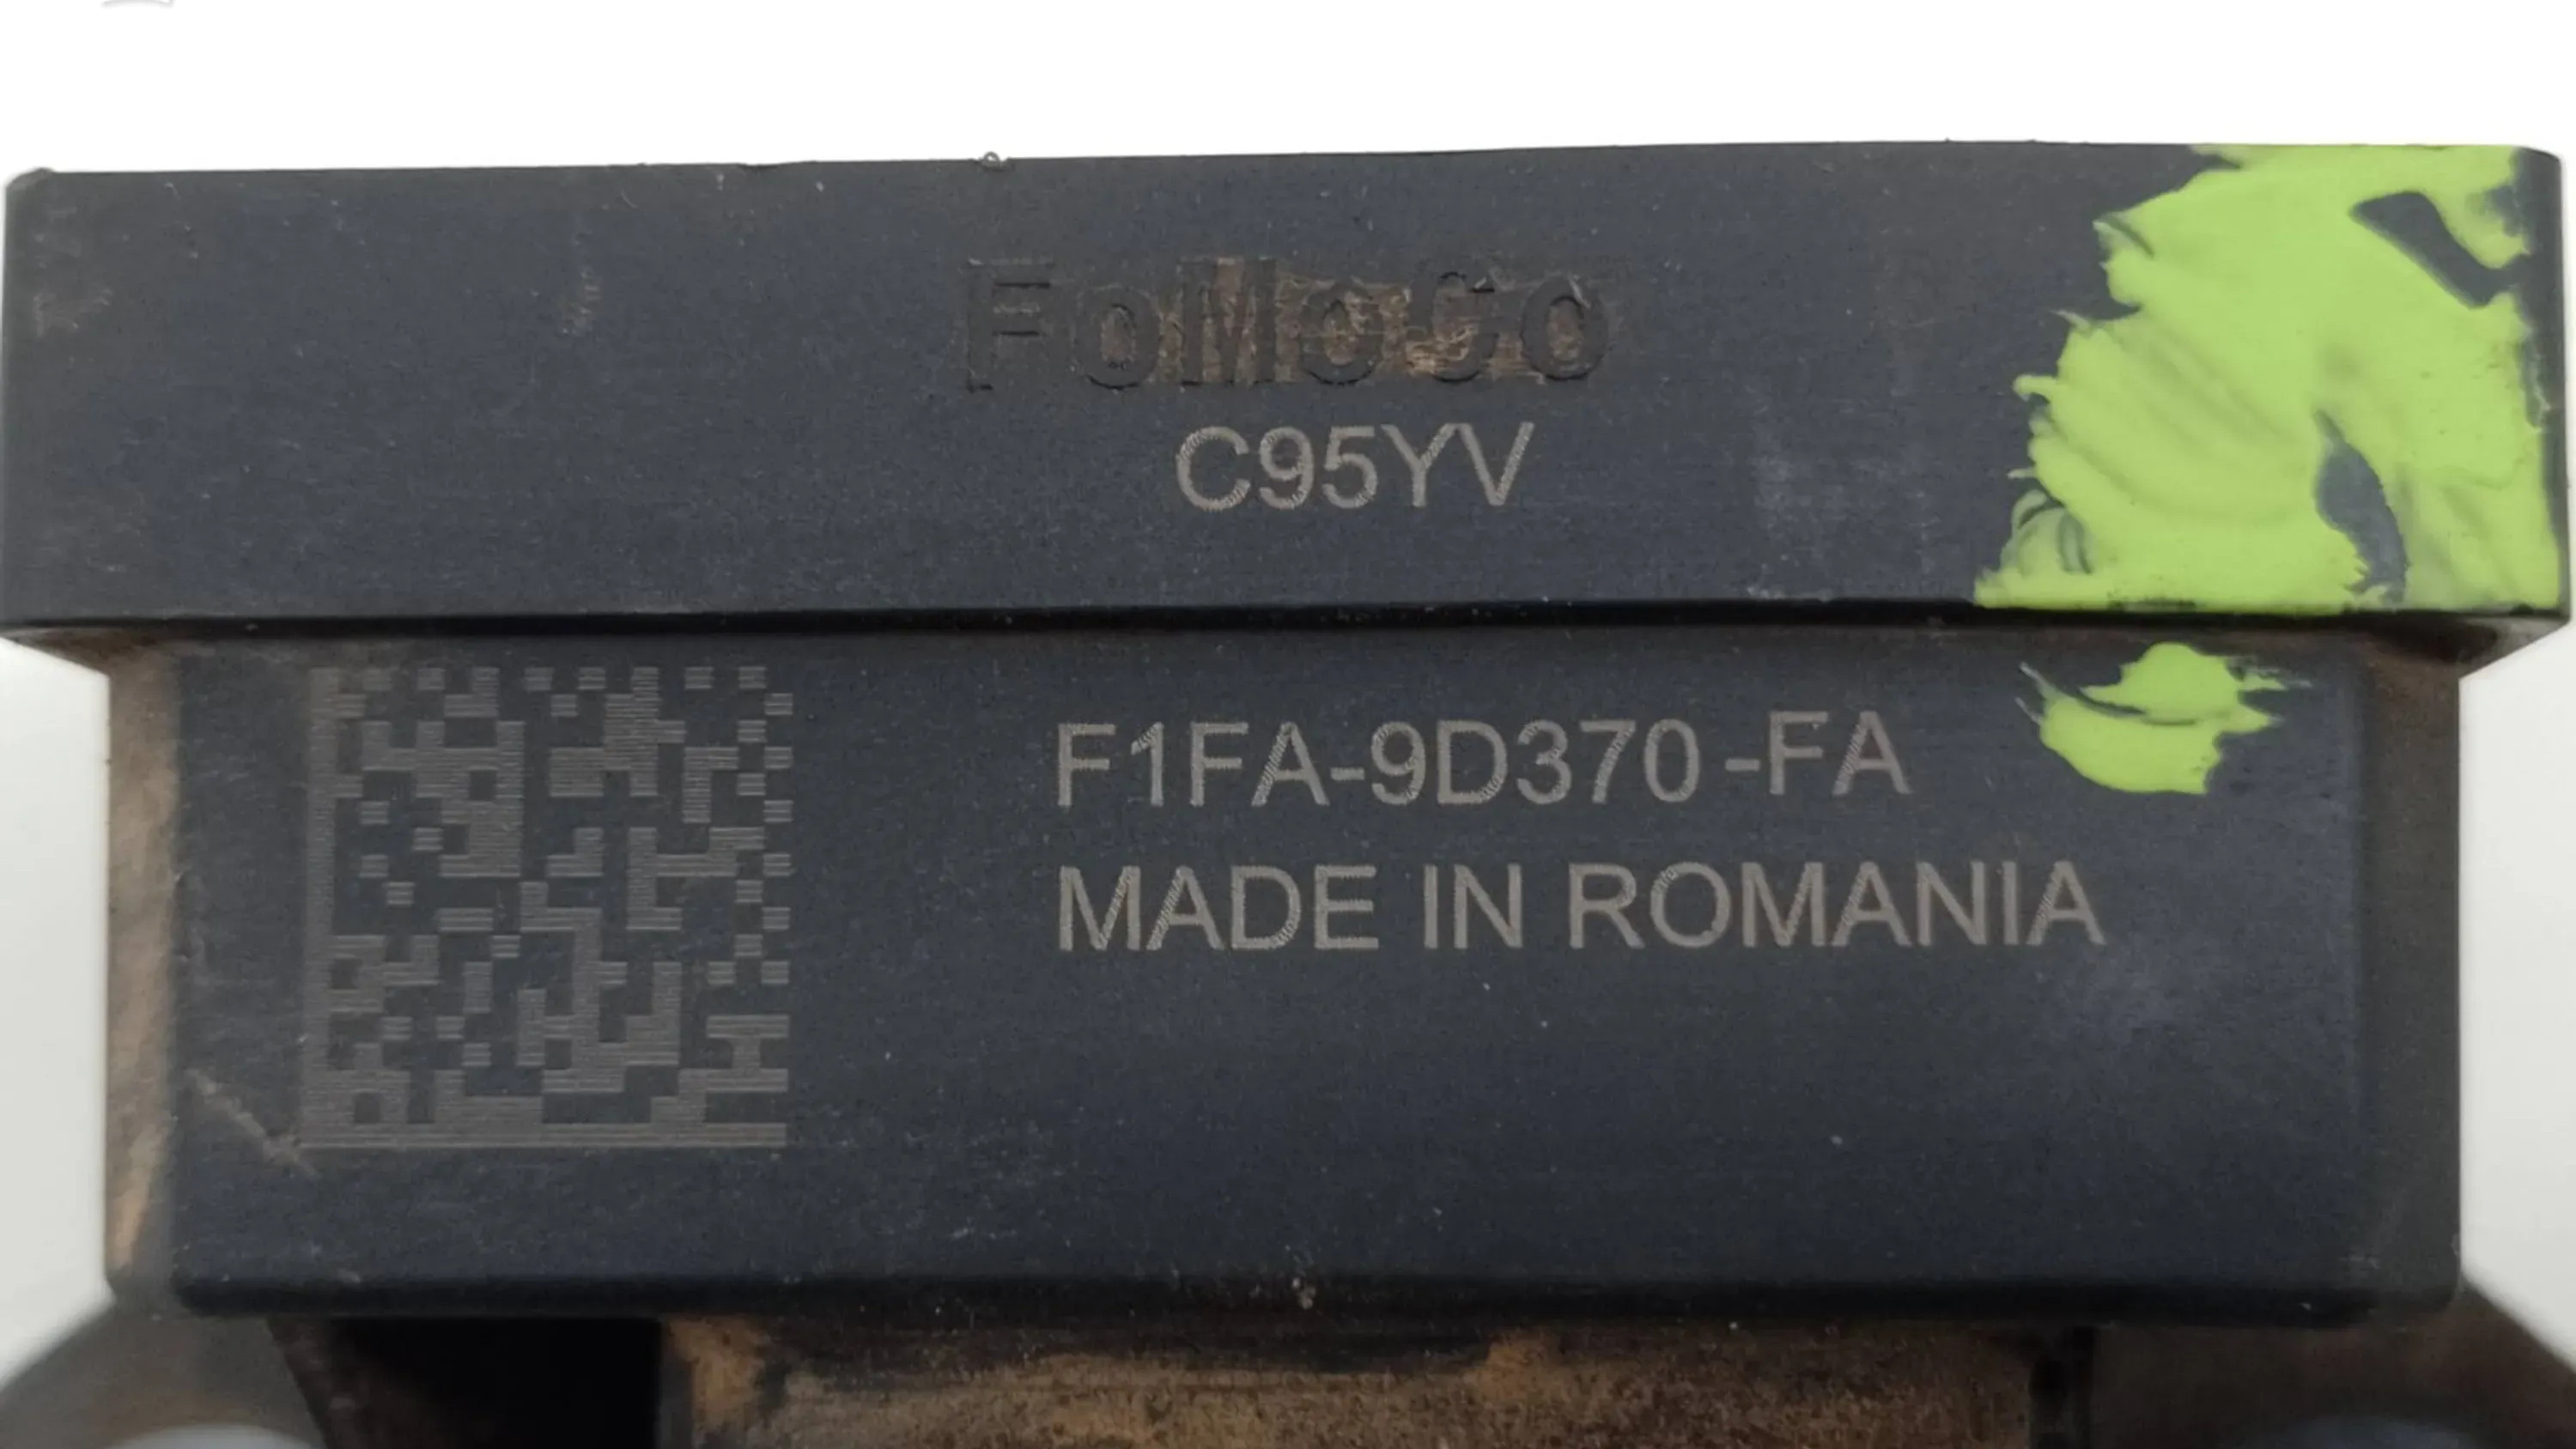 FoMoCo
C95YV
F1FA-9D370-FA
MADE IN ROMANIA